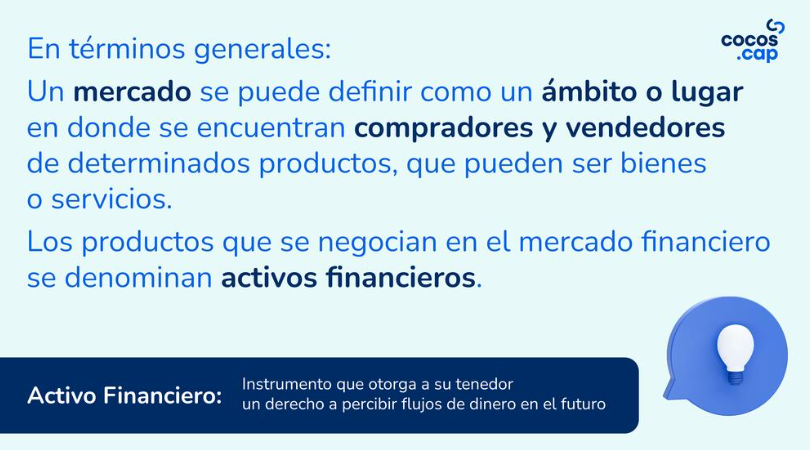 cocos
.cap
En términos generales:
Un mercado se puede definir como un ámbito o lugar
en donde se encuentran compradores y vendedores
de determinados productos, que pueden ser bienes
o servicios.
Los productos que se negocian en el mercado financiero
se denominan activos financieros.
Activo Financiero:
Instrumento que otorga a su tenedor
un derecho a percibir flujos de dinero en el futuro